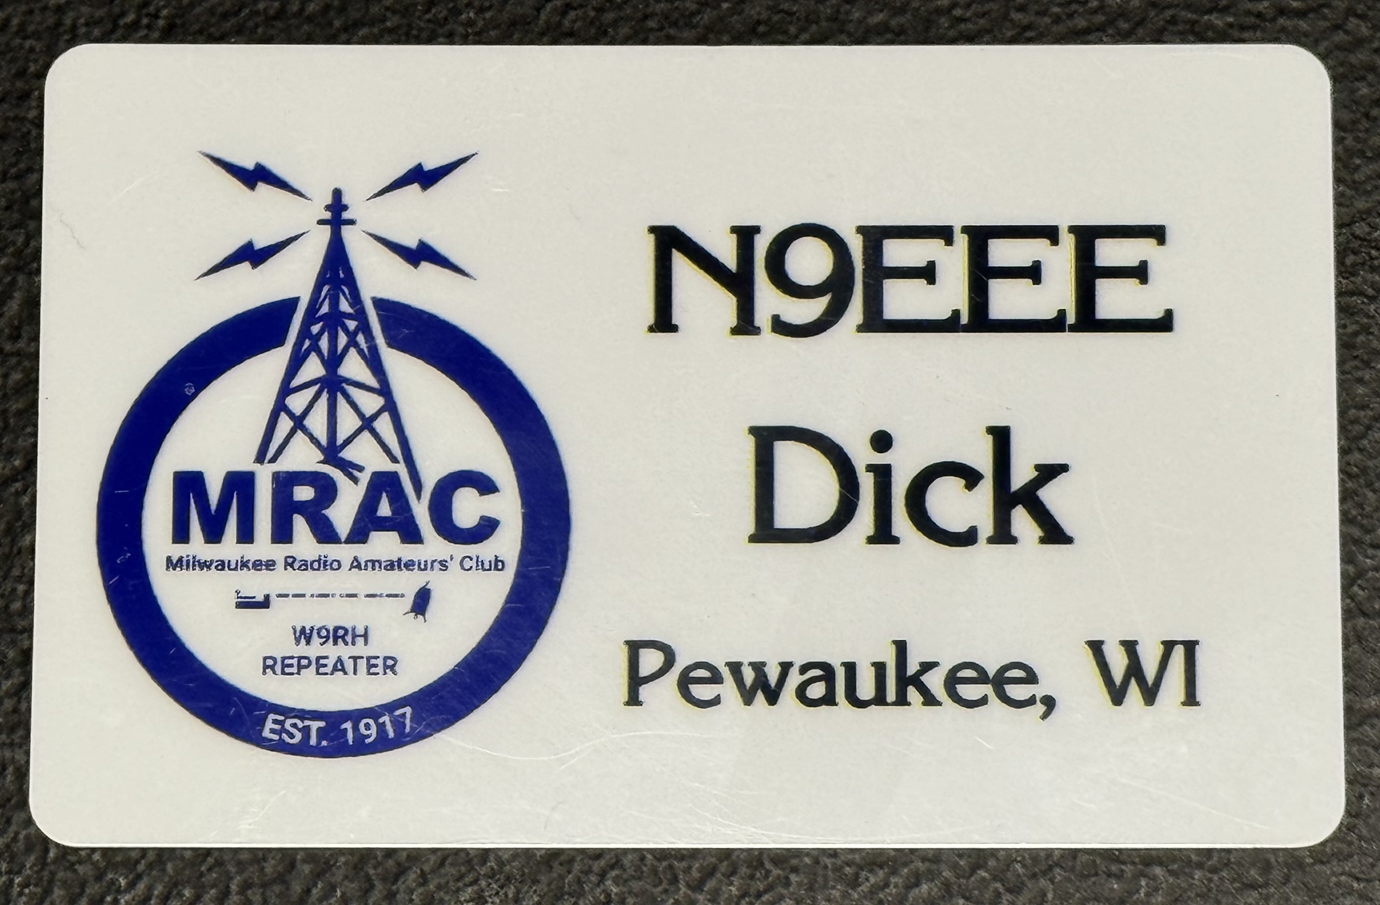 MRAC
Milwaukee Radio Amateurs' Club
W9RH
REPEATER
EST. 1917
N9EEE
Dick
Pewaukee, WI